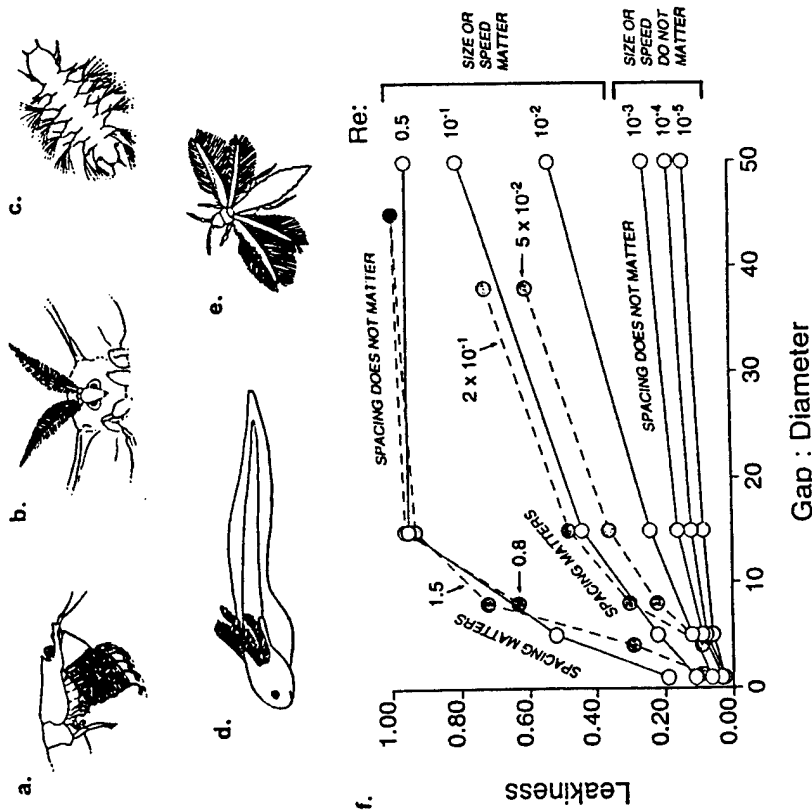 a.
b.
c.
d.
e.
f.
Leakiness
1.00
0.80
0.60
0.40
0.20
0.00
0
10
20
30
40
50
Gap : Diameter
SPACING MATTERS
1.5
0.8
SPACING DOES NOT MATTER
SPACING MATTERS
2 x 10⁻¹
5 x 10⁻²
SPACING DOES NOT MATTER
Re:
0.5
10⁻¹
10⁻²
10⁻³
10⁻⁴
10⁻⁵
SIZE OR
SPEED
MATTER
SIZE OR
SPEED
DO NOT
MATTER